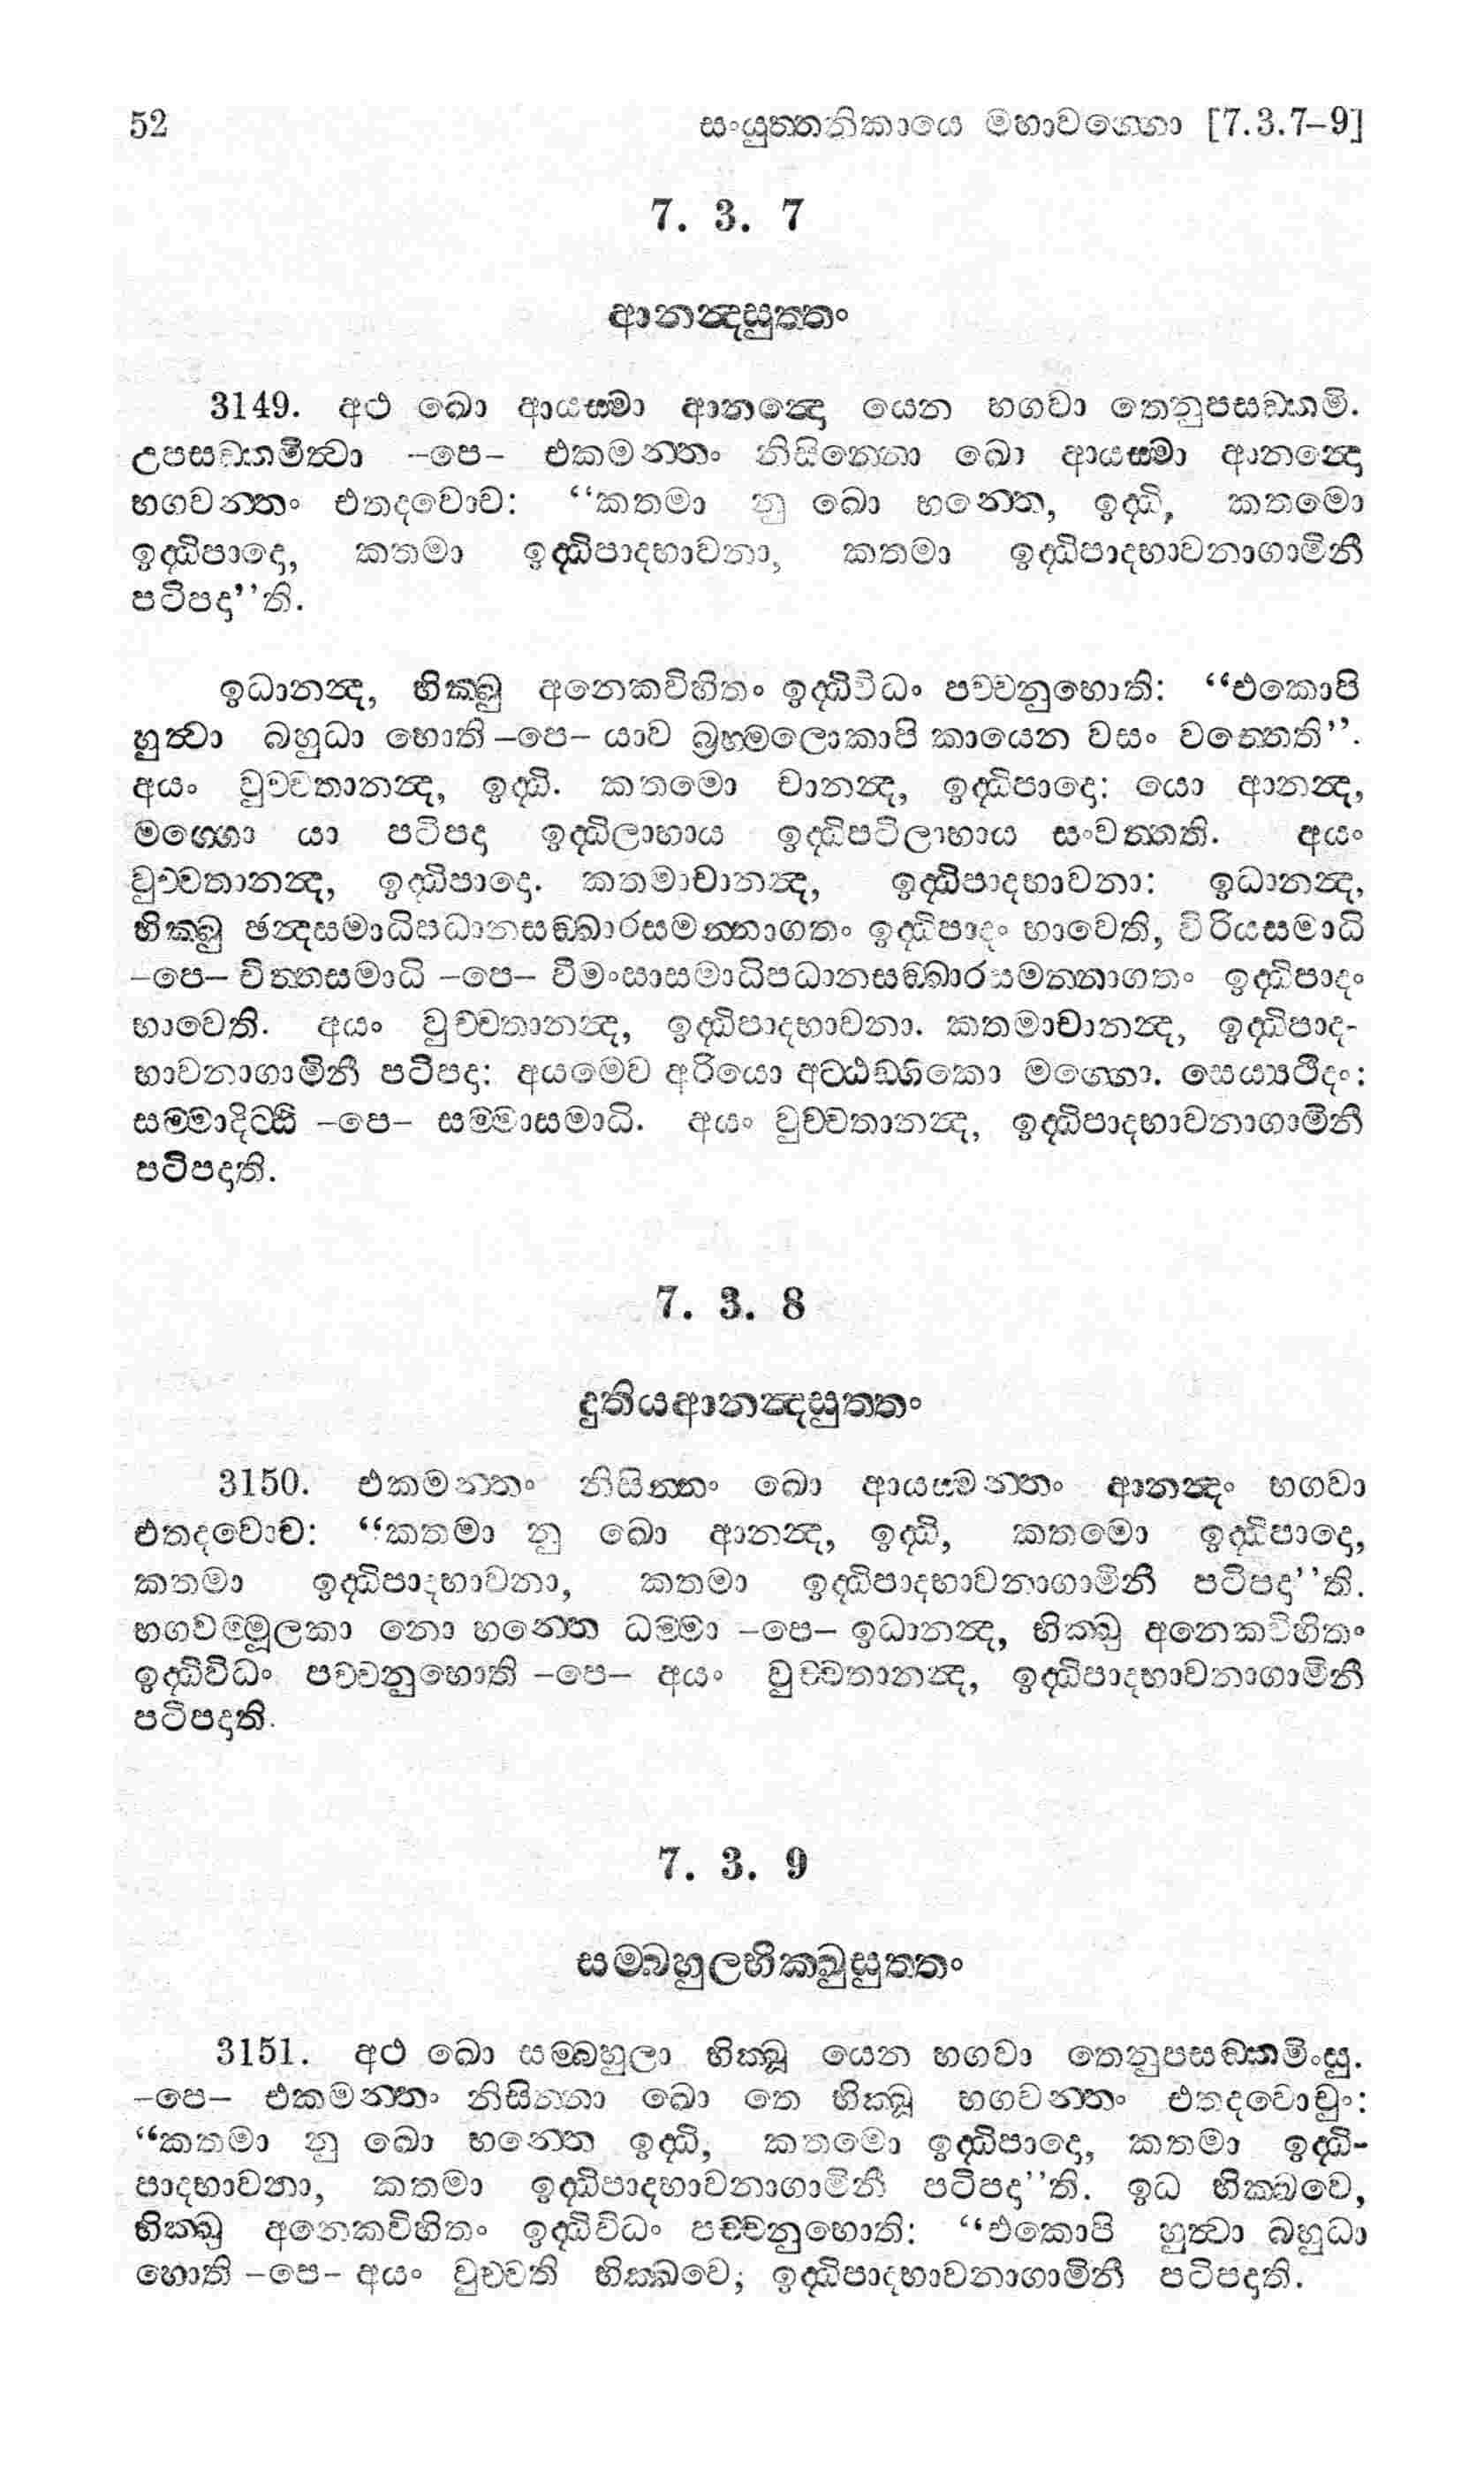 52 සංයුත්තනිකායෙ මහාවග්ගො [7.3.7–9]
7. 3. 7
ආනන්දසුත්තං
3149. අථ ඛො ආයස්මා ආනන්දො යෙන භගවා තෙනුපසඞ්කමි.
උපසඞ්කමිත්වා –පෙ– එකමන්තං නිසින්නො ඛො ආයස්මා ආනන්දො
භගවන්තං එතදවොච: “කතමා නු ඛො භන්තෙ, ඉද්ධි, කතමො
ඉද්ධිපාදො, කතමා ඉද්ධිපාදභාවනා, කතමා ඉද්ධිපාදභාවනාගාමිනී
පටිපදා”ති.
ඉධානන්ද, භික්ඛු අනෙකවිහිතං ඉද්ධිවිධං පච්චනුභොති: “එකොපි
හුත්වා බහුධා හොති –පෙ– යාව බ්‍රහ්මලොකාපි කායෙන වසං වත්තෙති”.
අයං වුච්චතානන්ද, ඉද්ධි. කතමො චානන්ද, ඉද්ධිපාදො: යො ආනන්ද,
මග්ගො යා පටිපදා ඉද්ධිලාභාය ඉද්ධිපටිලාභාය සංවත්තති. අයං
වුච්චතානන්ද, ඉද්ධිපාදො. කතමාචානන්ද, ඉද්ධිපාදභාවනා: ඉධානන්ද,
භික්ඛු ඡන්දසමාධිපධානසඞ්ඛාරසමන්නාගතං ඉද්ධිපාදං භාවෙති, විරියසමාධි
–පෙ– චිත්තසමාධි –පෙ– වීමංසාසමාධිපධානසඞ්ඛාරසමන්නාගතං ඉද්ධිපාදං
භාවෙති. අයං වුච්චතානන්ද, ඉද්ධිපාදභාවනා. කතමාචානන්ද, ඉද්ධිපාද-
භාවනාගාමිනී පටිපදා: අයමෙව අරියො අට්ඨඞ්ගිකො මග්ගො. සෙය්‍යථීදං:
සම්මාදිට්ඨි –පෙ– සම්මාසමාධි. අයං වුච්චතානන්ද, ඉද්ධිපාදභාවනාගාමිනී
පටිපදාති.
7. 3. 8
දුතියආනන්දසුත්තං
3150. එකමන්තං නිසින්නං ඛො ආයස්මන්තං ආනන්දං භගවා
එතදවොච: “කතමා නු ඛො ආනන්ද, ඉද්ධි, කතමො ඉද්ධිපාදො,
කතමා ඉද්ධිපාදභාවනා, කතමා ඉද්ධිපාදභාවනාගාමිනී පටිපදා”ති.
භගවම්මූලකා නො භන්තෙ ධම්මා –පෙ– ඉධානන්ද, භික්ඛු අනෙකවිහිතං
ඉද්ධිවිධං පච්චනුභොති –පෙ– අයං වුච්චතානන්ද, ඉද්ධිපාදභාවනාගාමිනී
පටිපදාති.
7. 3. 9
සම්බහුලභික්ඛුසුත්තං
3151. අථ ඛො සම්බහුලා භික්ඛූ යෙන භගවා තෙනුපසඞ්කමිංසු.
–පෙ– එකමන්තං නිසින්නා ඛො තෙ භික්ඛූ භගවන්තං එතදවොචුං:
“කතමා නු ඛො භන්තෙ ඉද්ධි, කතමො ඉද්ධිපාදො, කතමා ඉද්ධි-
පාදභාවනා, කතමා ඉද්ධිපාදභාවනාගාමිනී පටිපදා”ති. ඉධ භික්ඛවෙ,
භික්ඛු අනෙකවිහිතං ඉද්ධිවිධං පච්චනුභොති: “එකොපි හුත්වා බහුධා
හොති –පෙ– අයං වුච්චති භික්ඛවෙ, ඉද්ධිපාදභාවනාගාමිනී පටිපදාති.